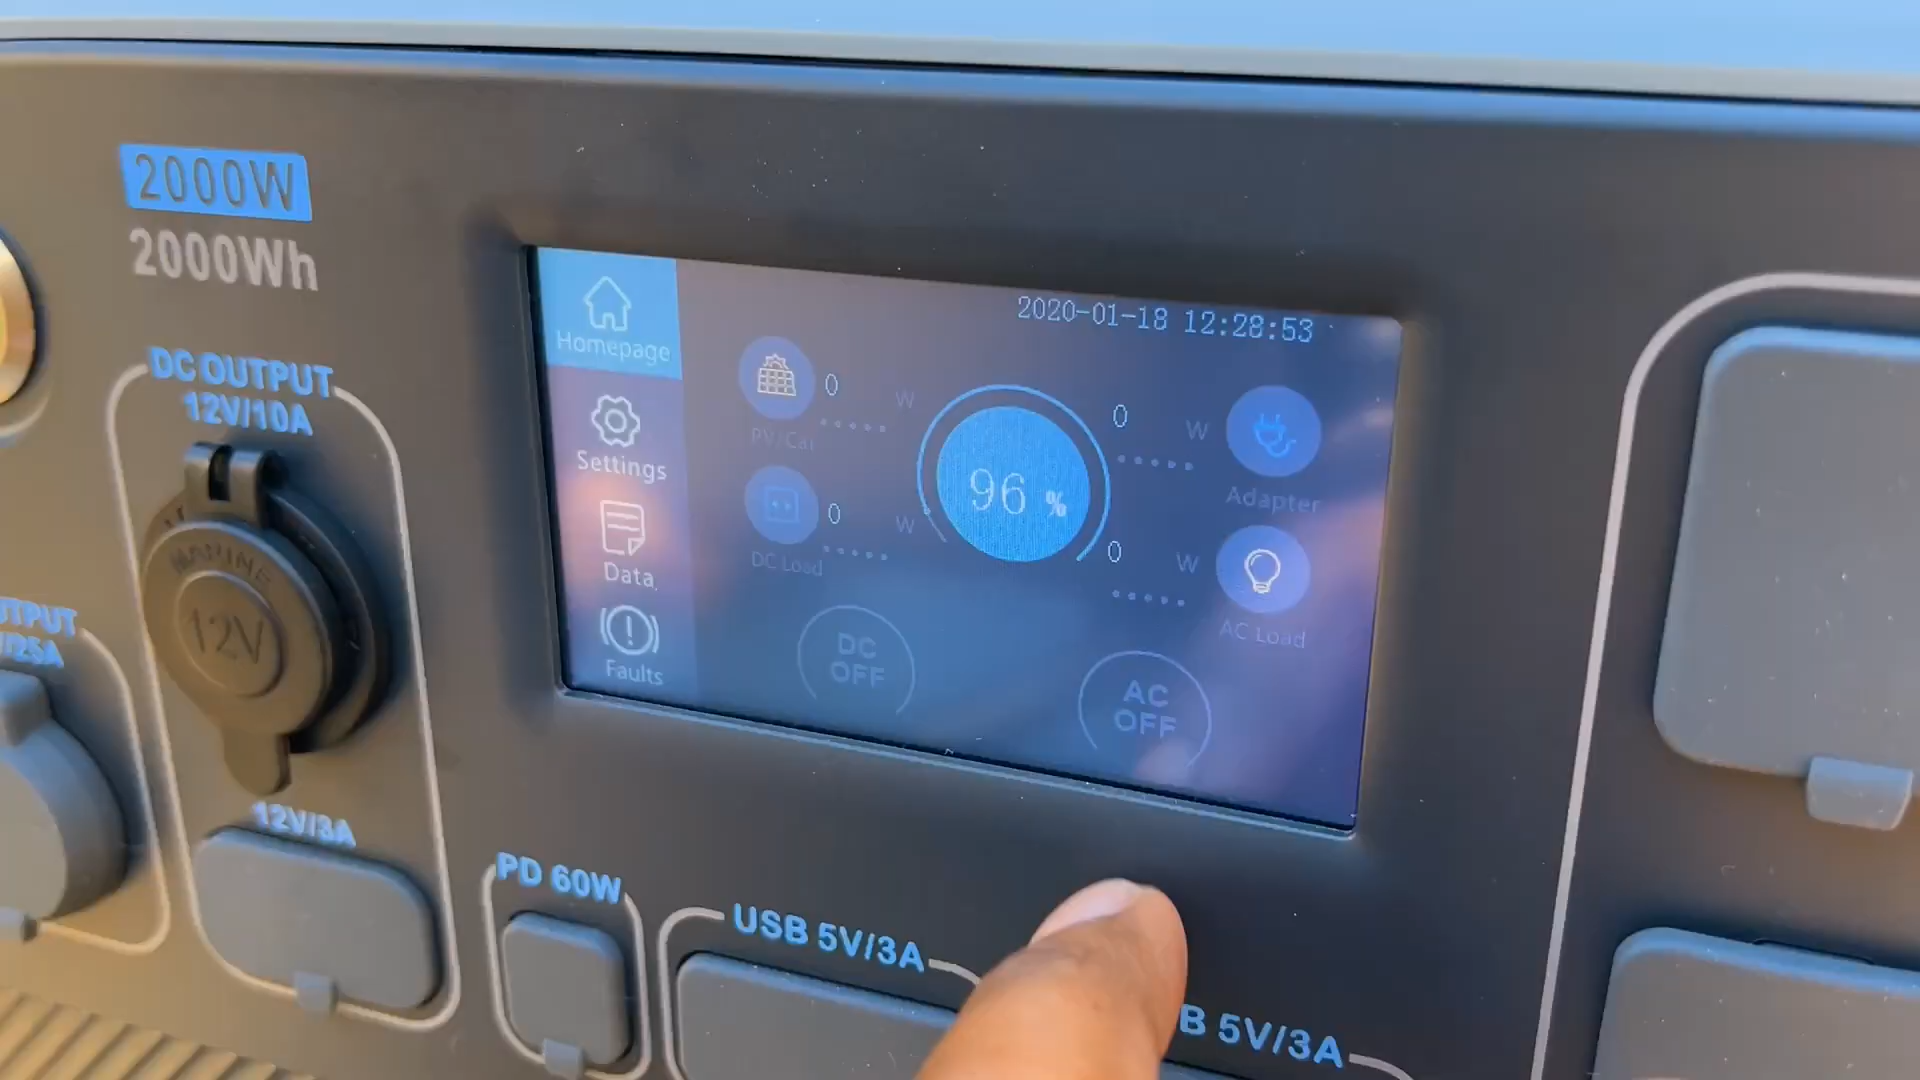 2000W
2000Wh
DC OUTPUT
12V/10A
MARINE
12V
12V/3A
PD 60W
USB 5V/3A
B 5V/3A
TPUT
/25A
Homepage
Settings
Data
Faults
2020-01-18 12:28:53
0 W
PV/Car
0 W
DC Load
96 %
0 W
Adapter
0 W
AC Load
DC
OFF
AC
OFF